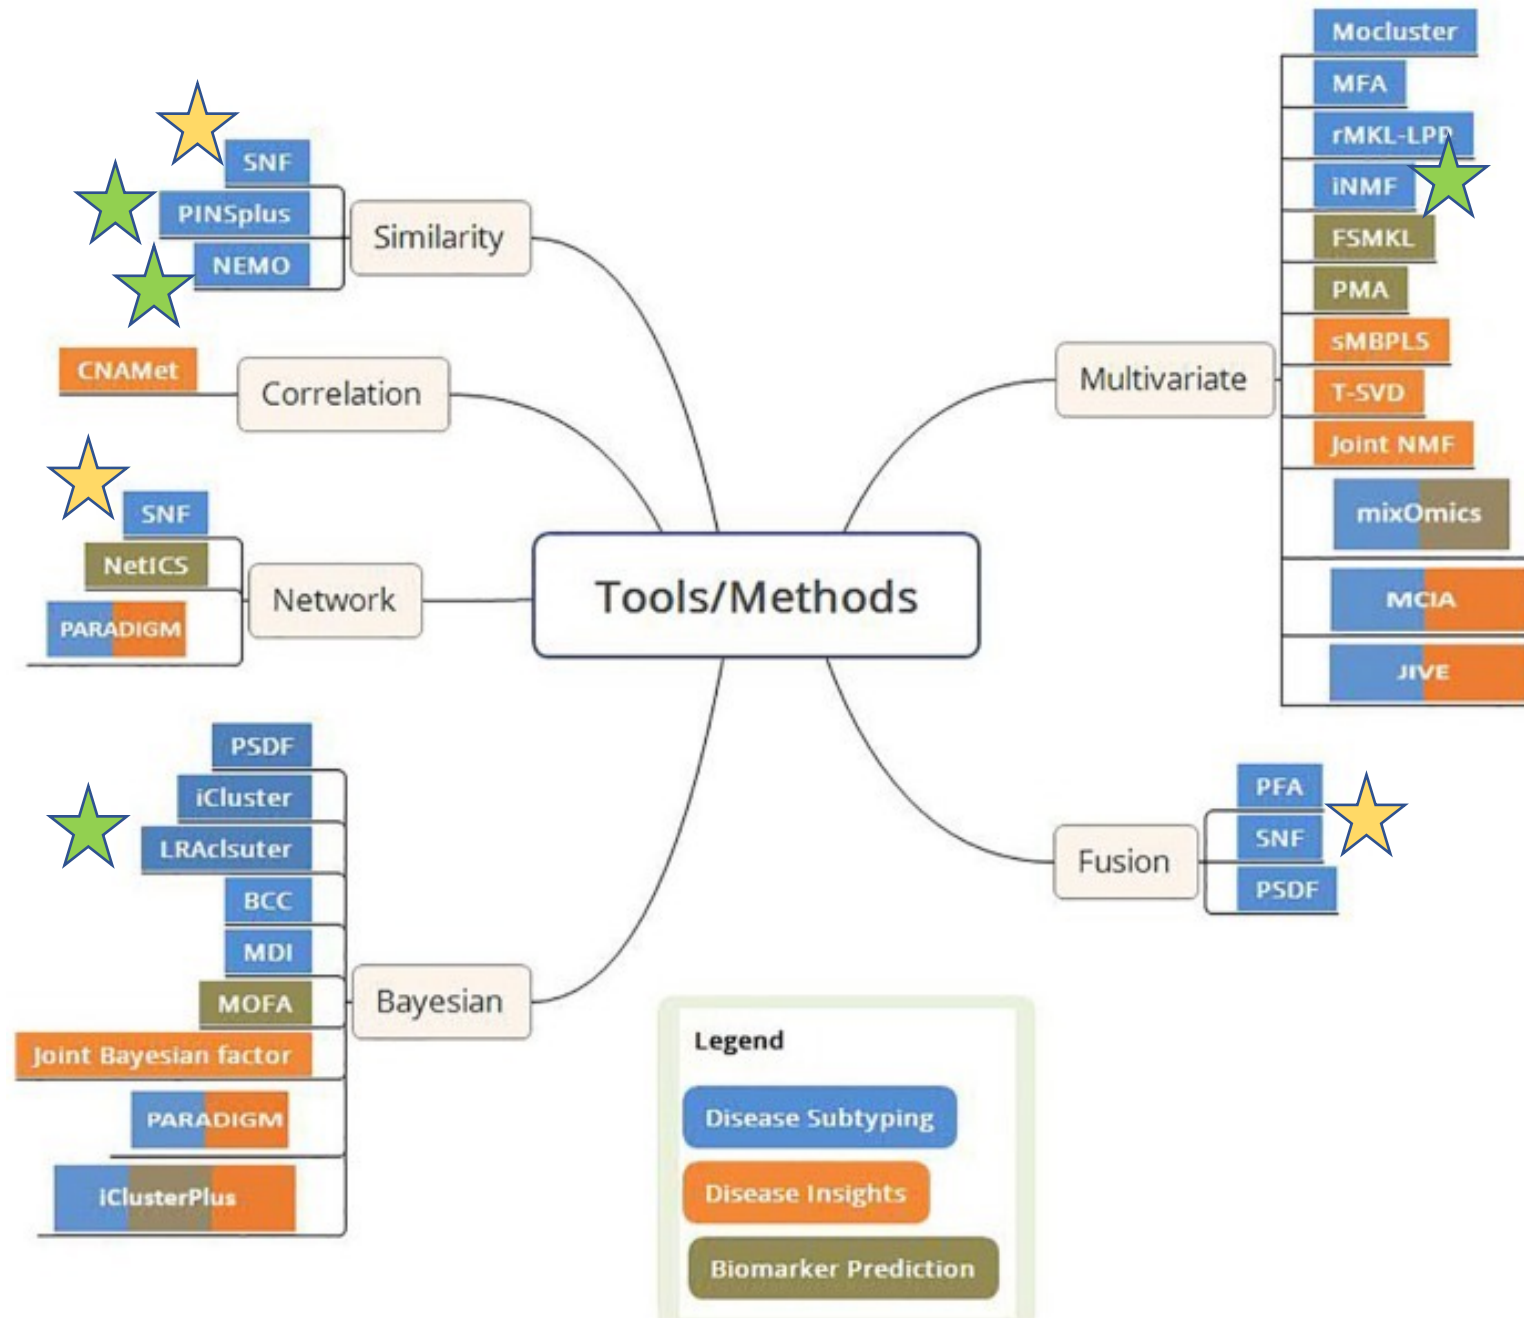 SNF
PINSplus
NEMO
Similarity
CNAMet
Correlation
SNF
NetICS
PARADIGM
Network
PSDF
iCluster
LRAclsuter
BCC
MDI
MOFA
Joint Bayesian factor
PARADIGM
iClusterPlus
Bayesian
Tools/Methods
Multivariate
Mocluster
MFA
rMKL-LPP
iNMF
FSMKL
PMA
sMBPLS
T-SVD
Joint NMF
mixOmics
MCIA
JIVE
Fusion
PFA
SNF
PSDF
Legend
Disease Subtyping
Disease Insights
Biomarker Prediction